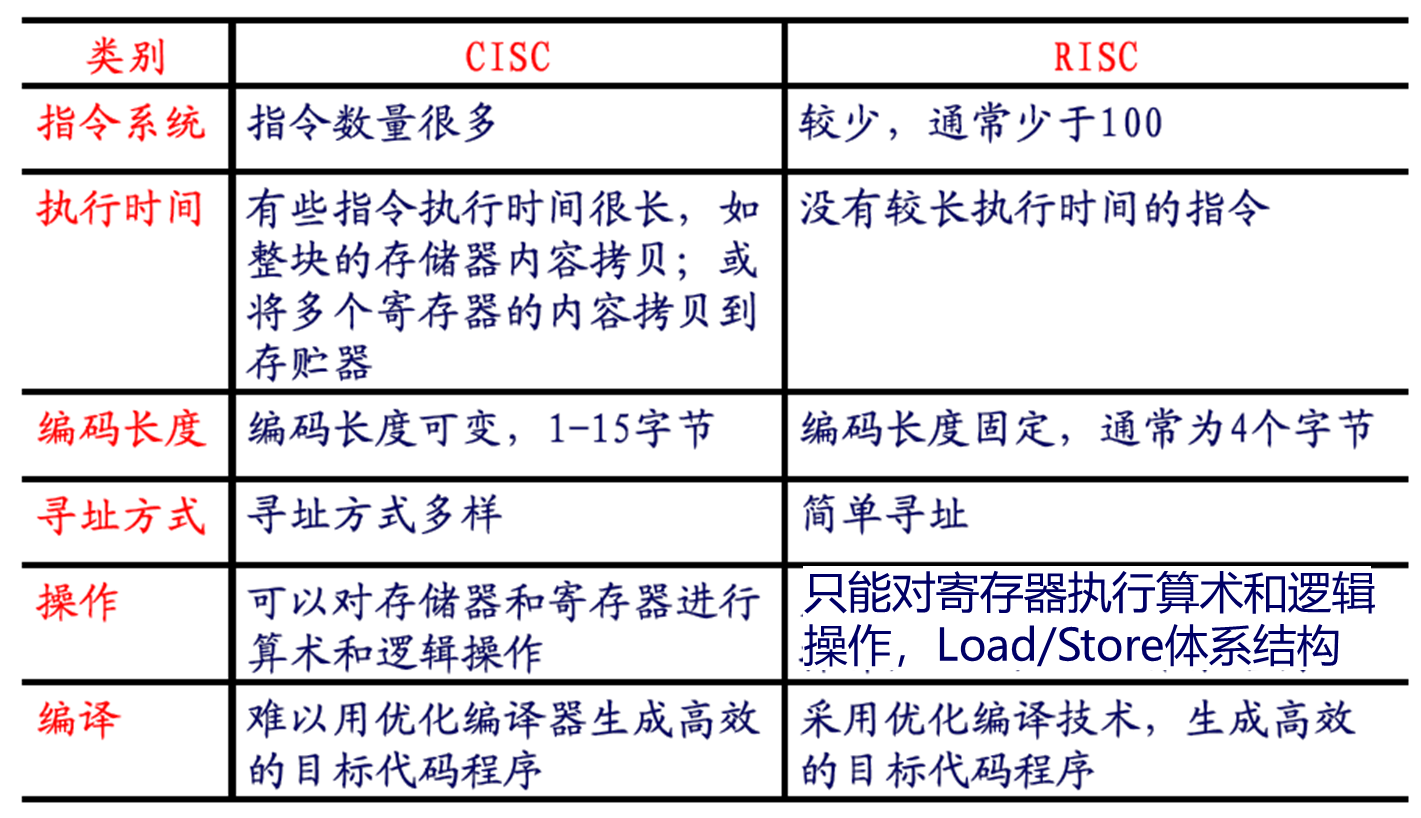 类别 CISC RISC
指令系统 指令数量很多 较少，通常少于100
执行时间 有些指令执行时间很长，如 没有较长执行时间的指令
整块的存储器内容拷贝；或
将多个寄存器的内容拷贝到
存贮器
编码长度 编码长度可变，1-15字节 编码长度固定，通常为4个字节
寻址方式 寻址方式多样 简单寻址
操作 可以对存储器和寄存器进行 只能对寄存器执行算术和逻辑
算术和逻辑操作 操作，Load/Store体系结构
编译 难以用优化编译器生成高效 采用优化编译技术，生成高效
的目标代码程序 的目标代码程序